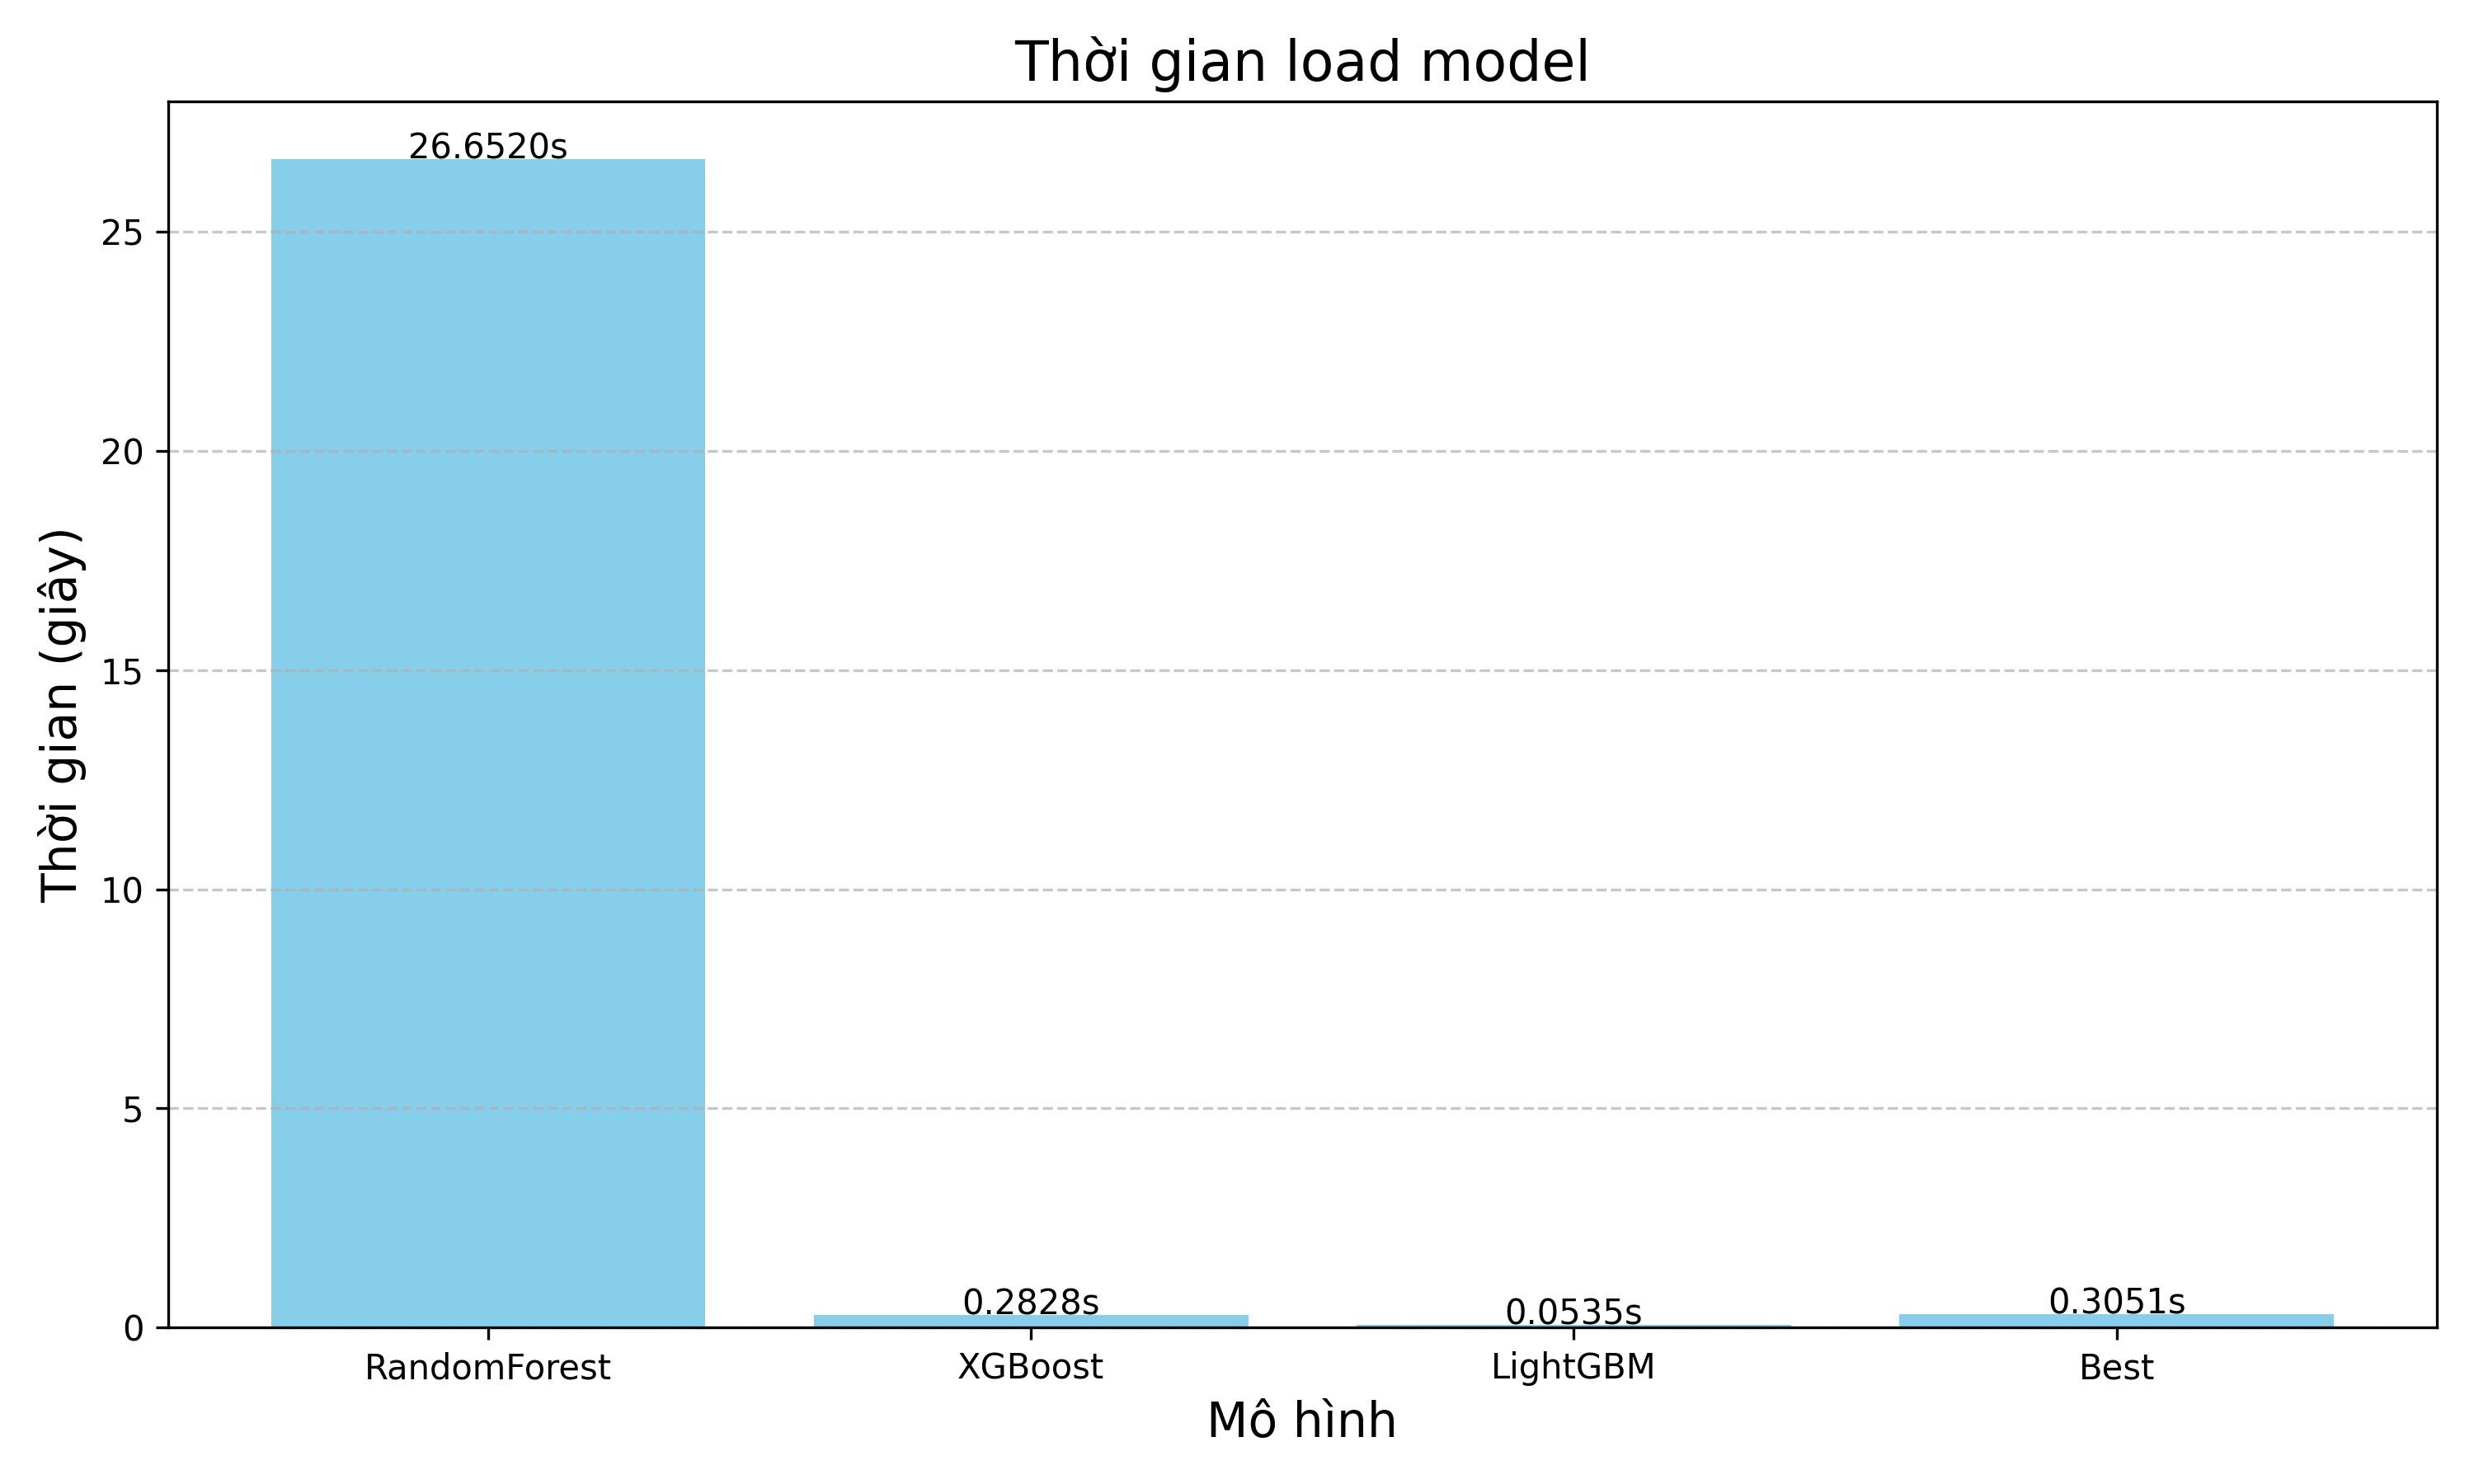 Thời gian load model
Thời gian (giây)
26.6520s
25
20
15
10
5
0
0.2828s
0.0535s
0.3051s
RandomForest
XGBoost
LightGBM
Best
Mô hình